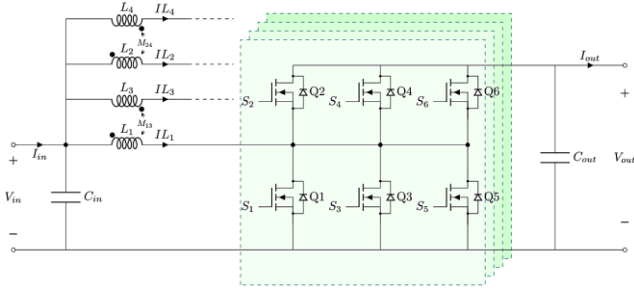 L4
IL4
M24
L2
IL2
L3
IL3
M13
L1
IL1
Iin
+
Vin
−
Cin
S2
Q2
S4
Q4
S6
Q6
S1
Q1
S3
Q3
S5
Q5
Iout
+
Cout
Vout
−